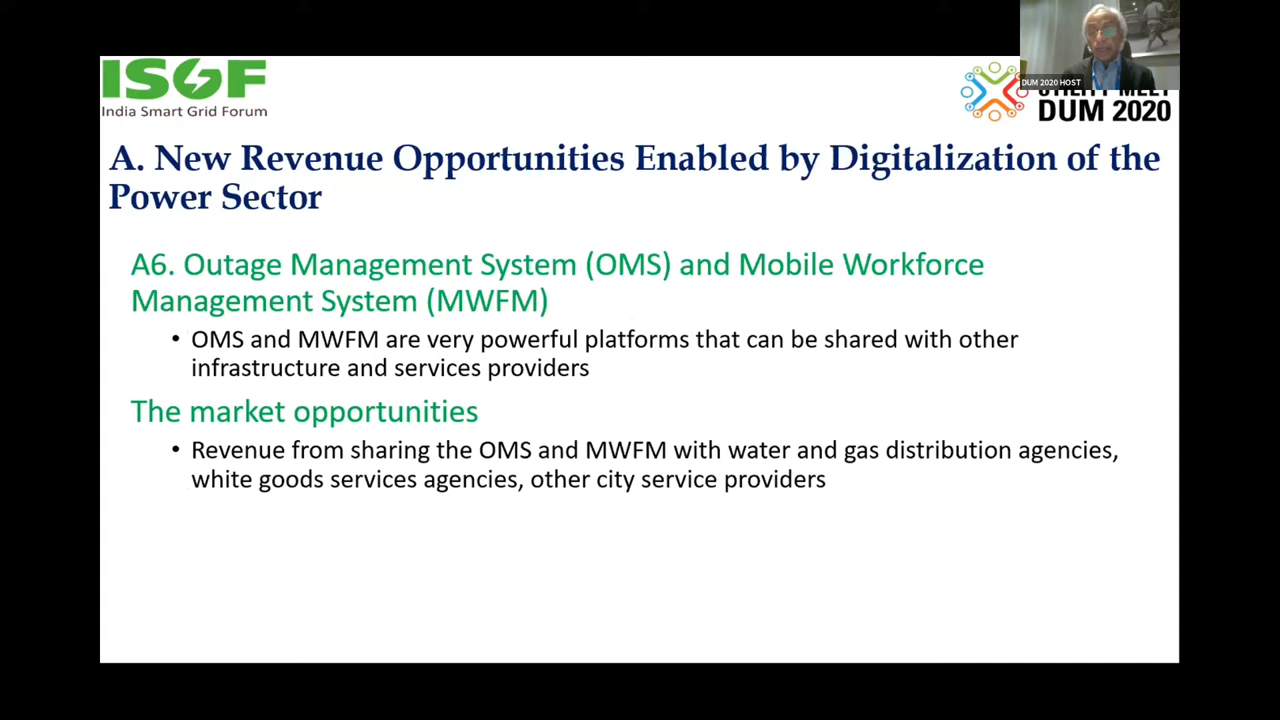 ISGF
India Smart Grid Forum
DUM 2020 HOST
UTILITY MEET
DUM 2020
A. New Revenue Opportunities Enabled by Digitalization of the
Power Sector
A6. Outage Management System (OMS) and Mobile Workforce
Management System (MWFM)
• OMS and MWFM are very powerful platforms that can be shared with other
infrastructure and services providers
The market opportunities
• Revenue from sharing the OMS and MWFM with water and gas distribution agencies,
white goods services agencies, other city service providers